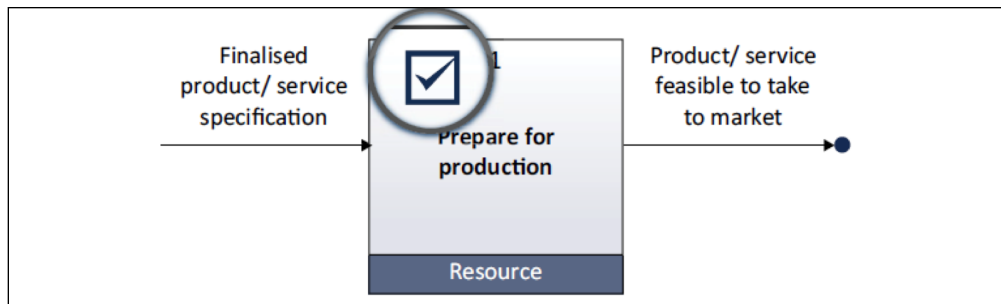 Finalised
product/ service
specification
1
Prepare for
production
Resource
Product/ service
feasible to take
to market